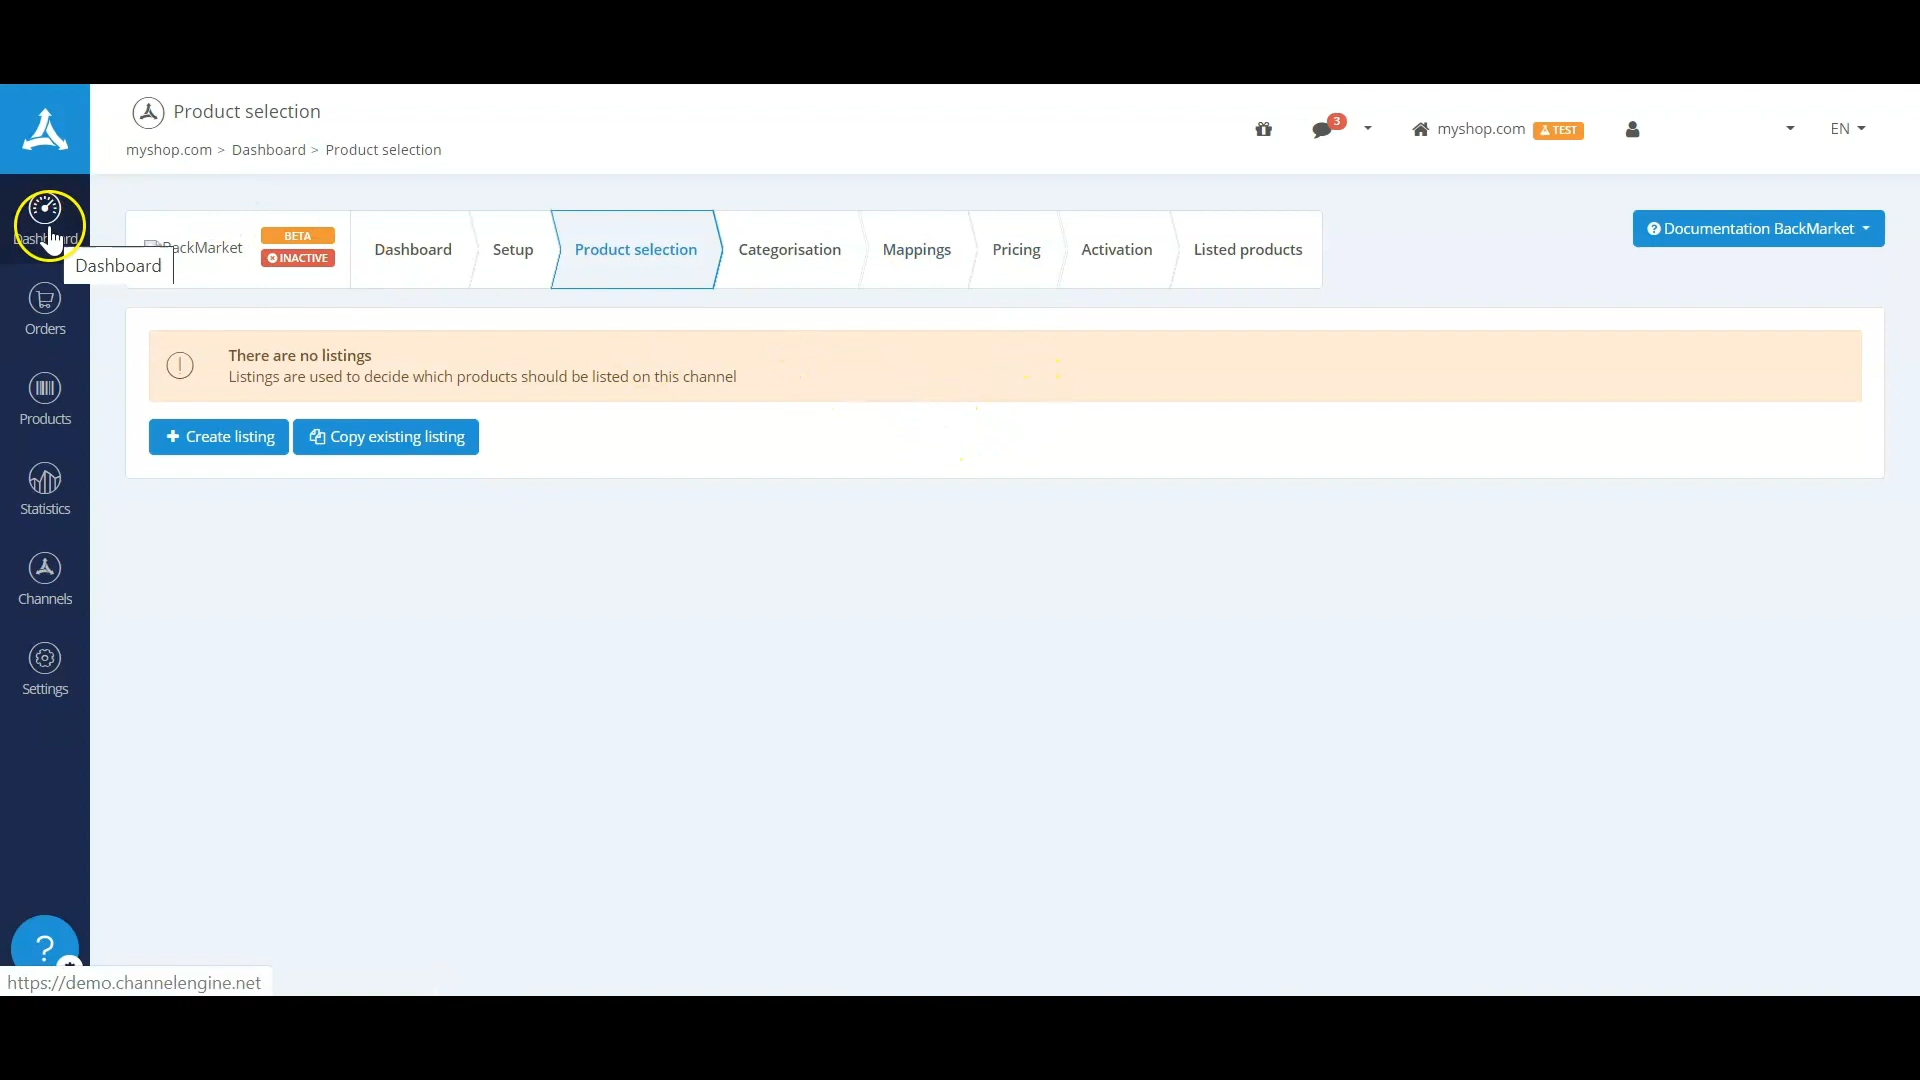 Product selection
myshop.com > Dashboard > Product selection
3
myshop.com TEST
EN
Dashboard
Dashboard
Orders
Products
Statistics
Channels
Settings
BackMarket
BETA
INACTIVE
Dashboard
Setup
Product selection
Categorisation
Mappings
Pricing
Activation
Listed products
? Documentation BackMarket
There are no listings
Listings are used to decide which products should be listed on this channel
+ Create listing
Copy existing listing
?
https://demo.channelengine.net